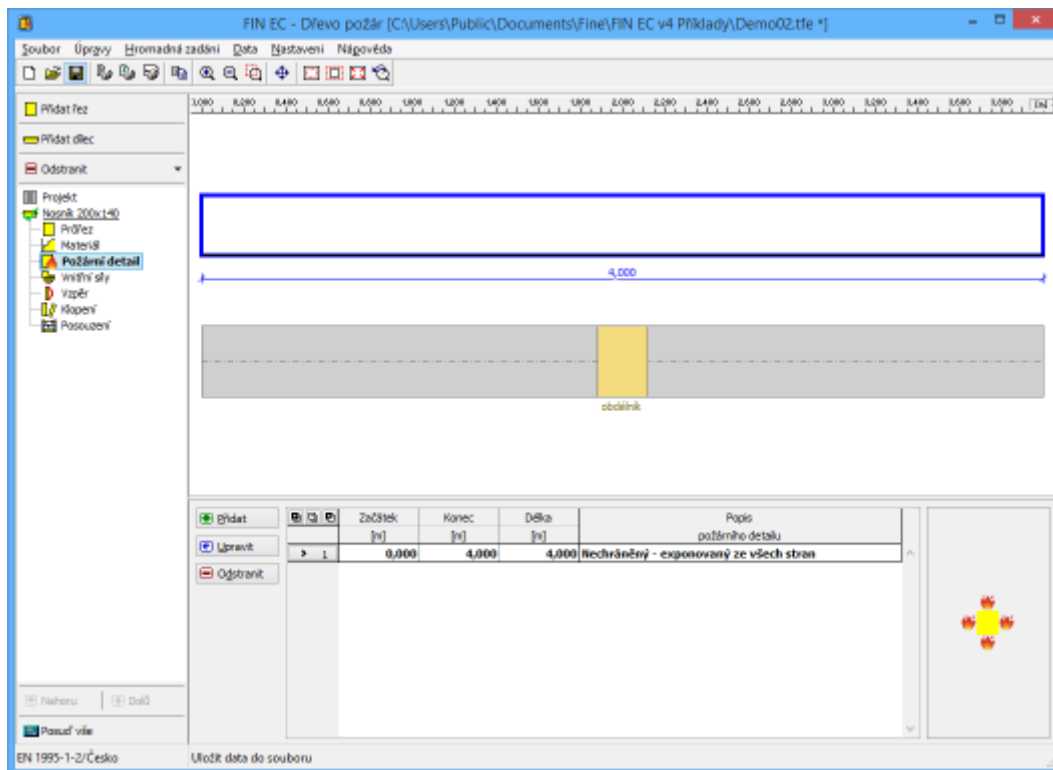 FIN EC - Dřevo požár [C:\Users\Public\Documents\Fine\FIN EC v4 Příklady\Demo02.tfe *]
Soubor Úpravy Hromadná zadání Data Nastavení Nápověda
Přidat řez
Přidat dílec
Odstranit
Projekt
Nosník 200x140
Průřez
Materiál
Požární detail
Vnitřní síly
Vzpěr
Klopení
Posouzení
4,000
obdélník
Přidat
Upravit
Odstranit
Začátek Konec Délka Popis
[m] [m] [m] požárního detailu
> 1 0,000 4,000 4,000 Nechráněný - exponovaný ze všech stran
Nahoru Dolů
Posuď vše
EN 1995-1-2/Česko Uložit data do souboru